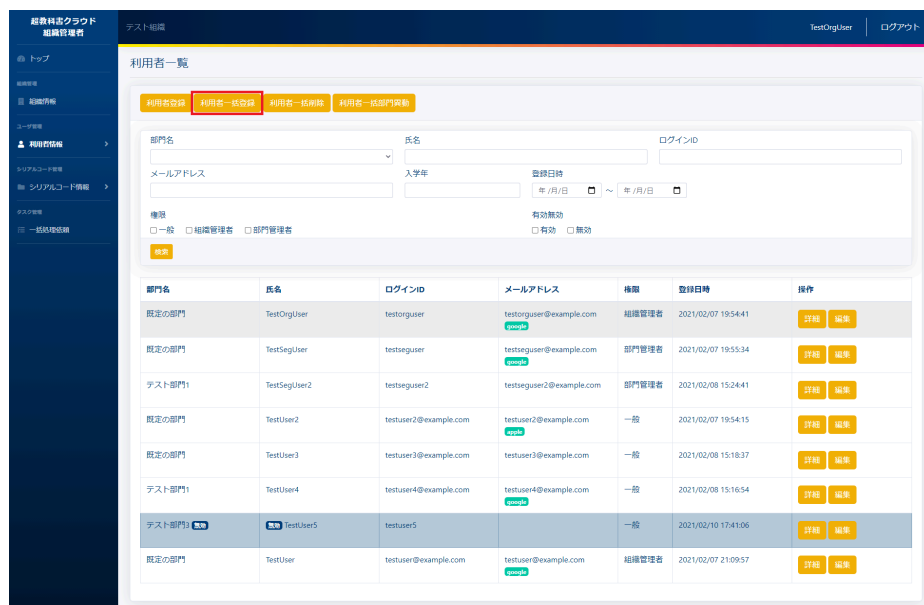 超教科書クラウド
組織管理者
テスト組織
TestOrgUser
ログアウト
トップ
組織管理
組織情報
ユーザ管理
利用者情報
シリアルコード管理
シリアルコード情報
タスク管理
一括処理依頼
利用者一覧
利用者登録 利用者一括登録 利用者一括削除 利用者一括部門異動
部門名 氏名 ログインID
メールアドレス 入学年 登録日時
年 /月/日 ～ 年 /月/日
権限 有効無効
一般 組織管理者 部門管理者 有効 無効
検索
部門名 氏名 ログインID メールアドレス 権限 登録日時 操作
既定の部門 TestOrgUser testorguser testorguser@example.com 組織管理者 2021/02/07 19:54:41 詳細 編集
google
既定の部門 TestSegUser testseguser testseguser@example.com 部門管理者 2021/02/07 19:55:34 詳細 編集
google
テスト部門1 TestSegUser2 testseguser2 testseguser2@example.com 部門管理者 2021/02/08 15:24:41 詳細 編集
既定の部門 TestUser2 testuser2@example.com testuser2@example.com 一般 2021/02/07 19:54:15 詳細 編集
apple
既定の部門 TestUser3 testuser3@example.com testuser3@example.com 一般 2021/02/08 15:18:37 詳細 編集
テスト部門1 TestUser4 testuser4@example.com testuser4@example.com 一般 2021/02/08 15:16:54 詳細 編集
google
テスト部門3 無効 無効 TestUser5 testuser5 一般 2021/02/10 17:41:06 詳細 編集
既定の部門 TestUser testuser@example.com testuser@example.com 組織管理者 2021/02/07 21:09:57 詳細 編集
google